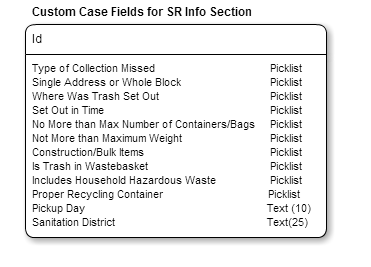 Custom Case Fields for SR Info Section
Id
Type of Collection Missed Picklist
Single Address or Whole Block Picklist
Where Was Trash Set Out Picklist
Set Out in Time Picklist
No More than Max Number of Containers/Bags Picklist
Not More than Maximum Weight Picklist
Construction/Bulk Items Picklist
Is Trash in Wastebasket Picklist
Includes Household Hazardous Waste Picklist
Proper Recycling Container Picklist
Pickup Day Text (10)
Sanitation District Text(25)